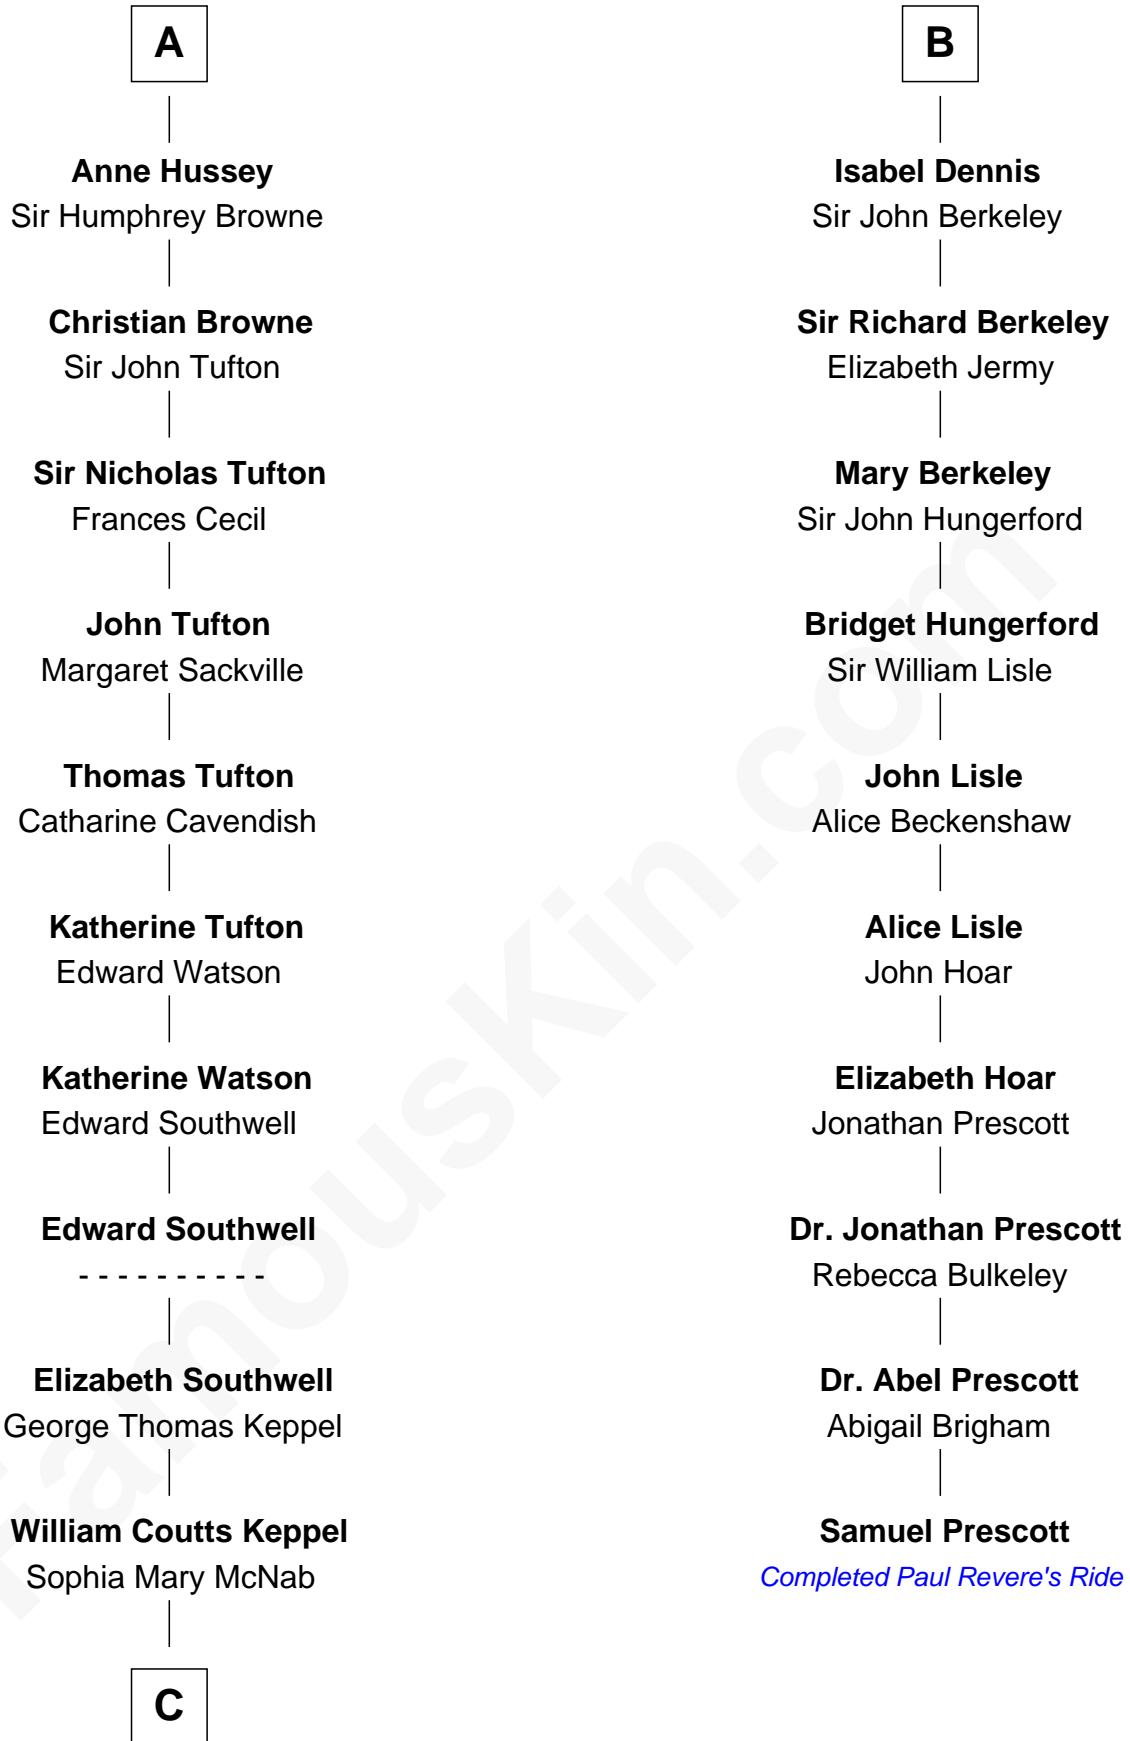 A
Anne Hussey
Sir Humphrey Browne
Christian Browne
Sir John Tufton
Sir Nicholas Tufton
Frances Cecil
John Tufton
Margaret Sackville
Thomas Tufton
Catharine Cavendish
Katherine Tufton
Edward Watson
Katherine Watson
Edward Southwell
Edward Southwell
- - - - - - - - - -
Elizabeth Southwell
George Thomas Keppel
William Coutts Keppel
Sophia Mary McNab
C
B
Isabel Dennis
Sir John Berkeley
Sir Richard Berkeley
Elizabeth Jermy
Mary Berkeley
Sir John Hungerford
Bridget Hungerford
Sir William Lisle
John Lisle
Alice Beckenshaw
Alice Lisle
John Hoar
Elizabeth Hoar
Jonathan Prescott
Dr. Jonathan Prescott
Rebecca Bulkeley
Dr. Abel Prescott
Abigail Brigham
Samuel Prescott
Completed Paul Revere's Ride
FamousKin.com